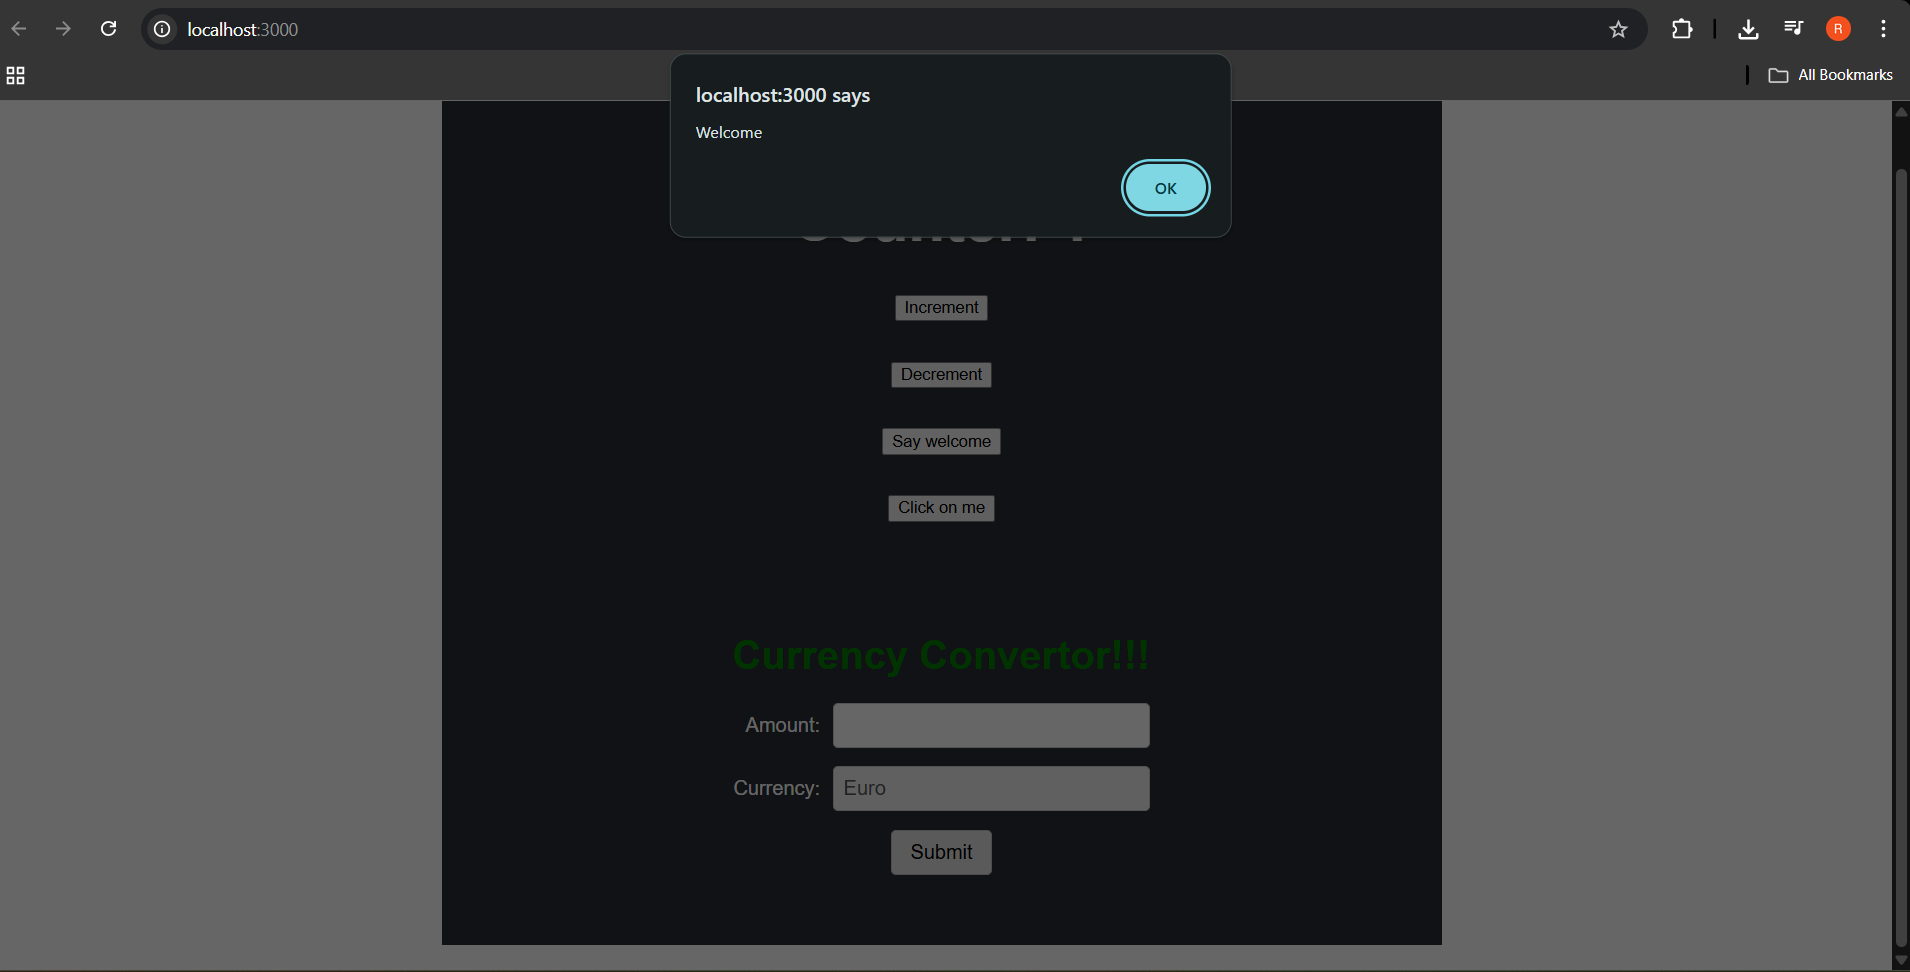 localhost:3000
R
All Bookmarks
localhost:3000 says
Welcome
OK
Increment
Decrement
Say welcome
Click on me
Currency Convertor!!!
Amount:
Currency: Euro
Submit